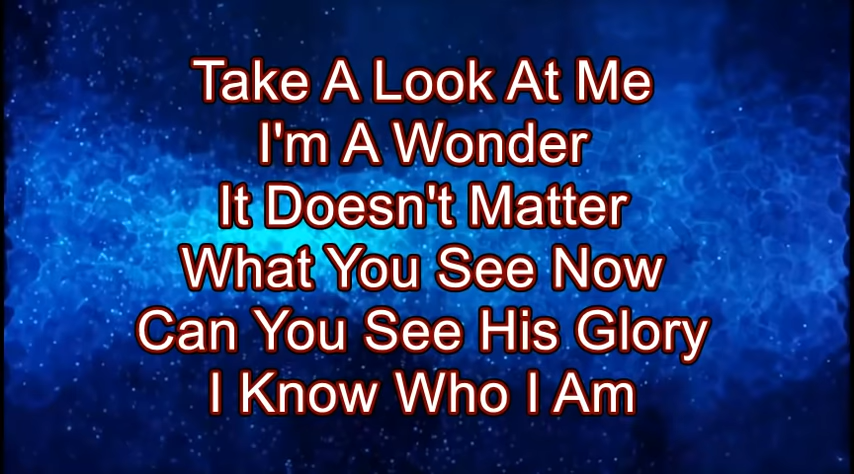 Take A Look At Me
I'm A Wonder
It Doesn't Matter
What You See Now
Can You See His Glory
I Know Who I Am